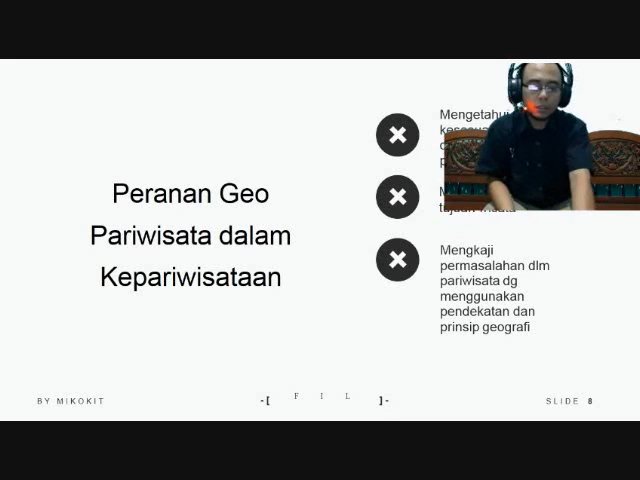 Peranan Geo
Pariwisata dalam
Kepariwisataan
Mengetahui
Mengkaji
permasalahan dlm
pariwisata dg
menggunakan
pendekatan dan
prinsip geografi
BY MIKOKIT
-[ F I L ]-
SLIDE 8